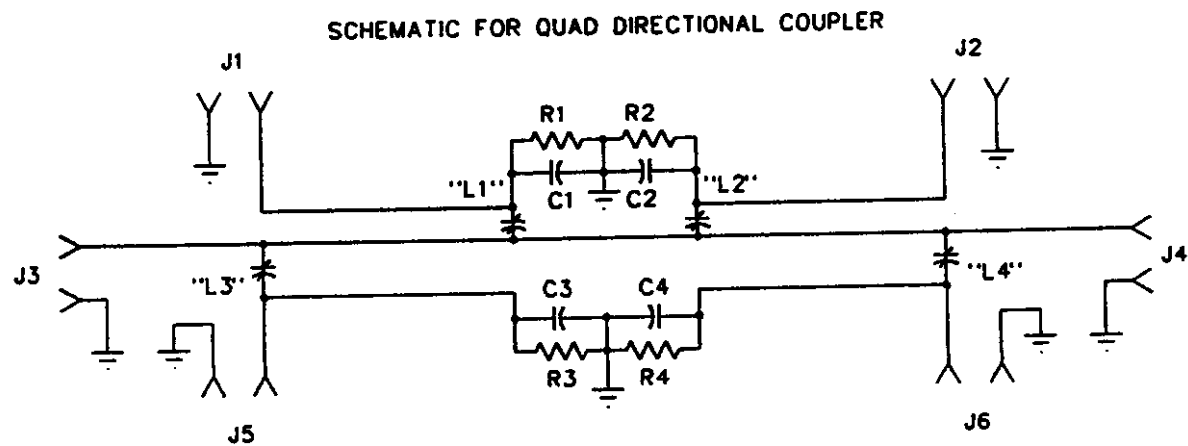 SCHEMATIC FOR QUAD DIRECTIONAL COUPLER
J1
J2
R1
R2
"L1"
C1
C2
"L2"
J3
"L3"
C3
C4
"L4"
J4
R3
R4
J5
J6